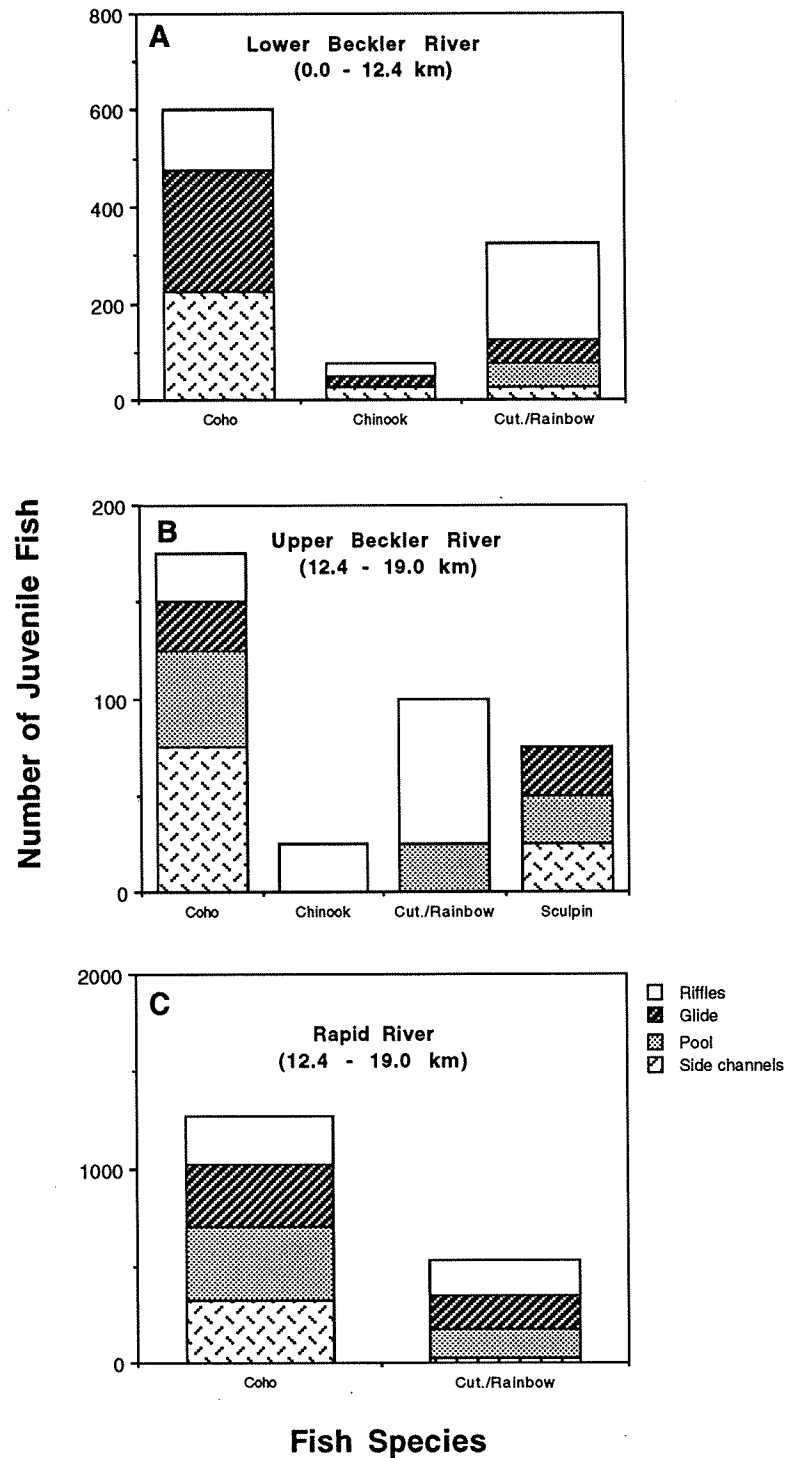 Number of Juvenile Fish
A
Lower Beckler River
(0.0 - 12.4 km)
800
600
400
200
0
Coho Chinook Cut./Rainbow
B
Upper Beckler River
(12.4 - 19.0 km)
200
100
0
Coho Chinook Cut./Rainbow Sculpin
C
Rapid River
(12.4 - 19.0 km)
2000
1000
0
Coho Cut./Rainbow
Riffles
Glide
Pool
Side channels
Fish Species